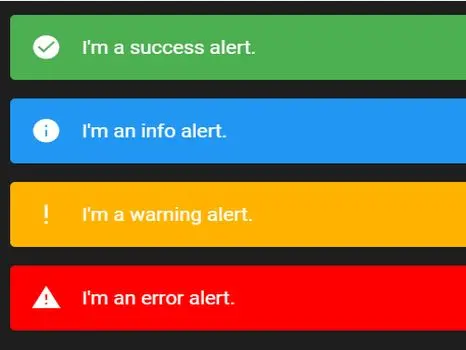 I'm a success alert.
I'm an info alert.
I'm a warning alert.
I'm an error alert.